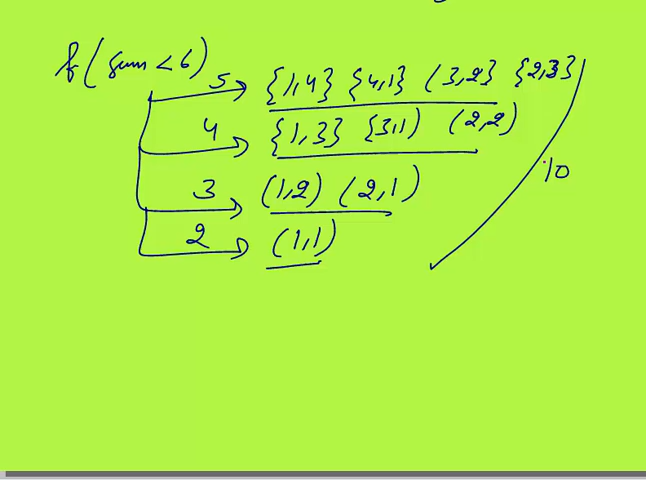 P(sum < 6)
5 {1,4} {4,1} (3,2} {2,3}
4 {1,3} {3,1) (2,2)
10
3 (1,2) (2,1)
2 (1,1)